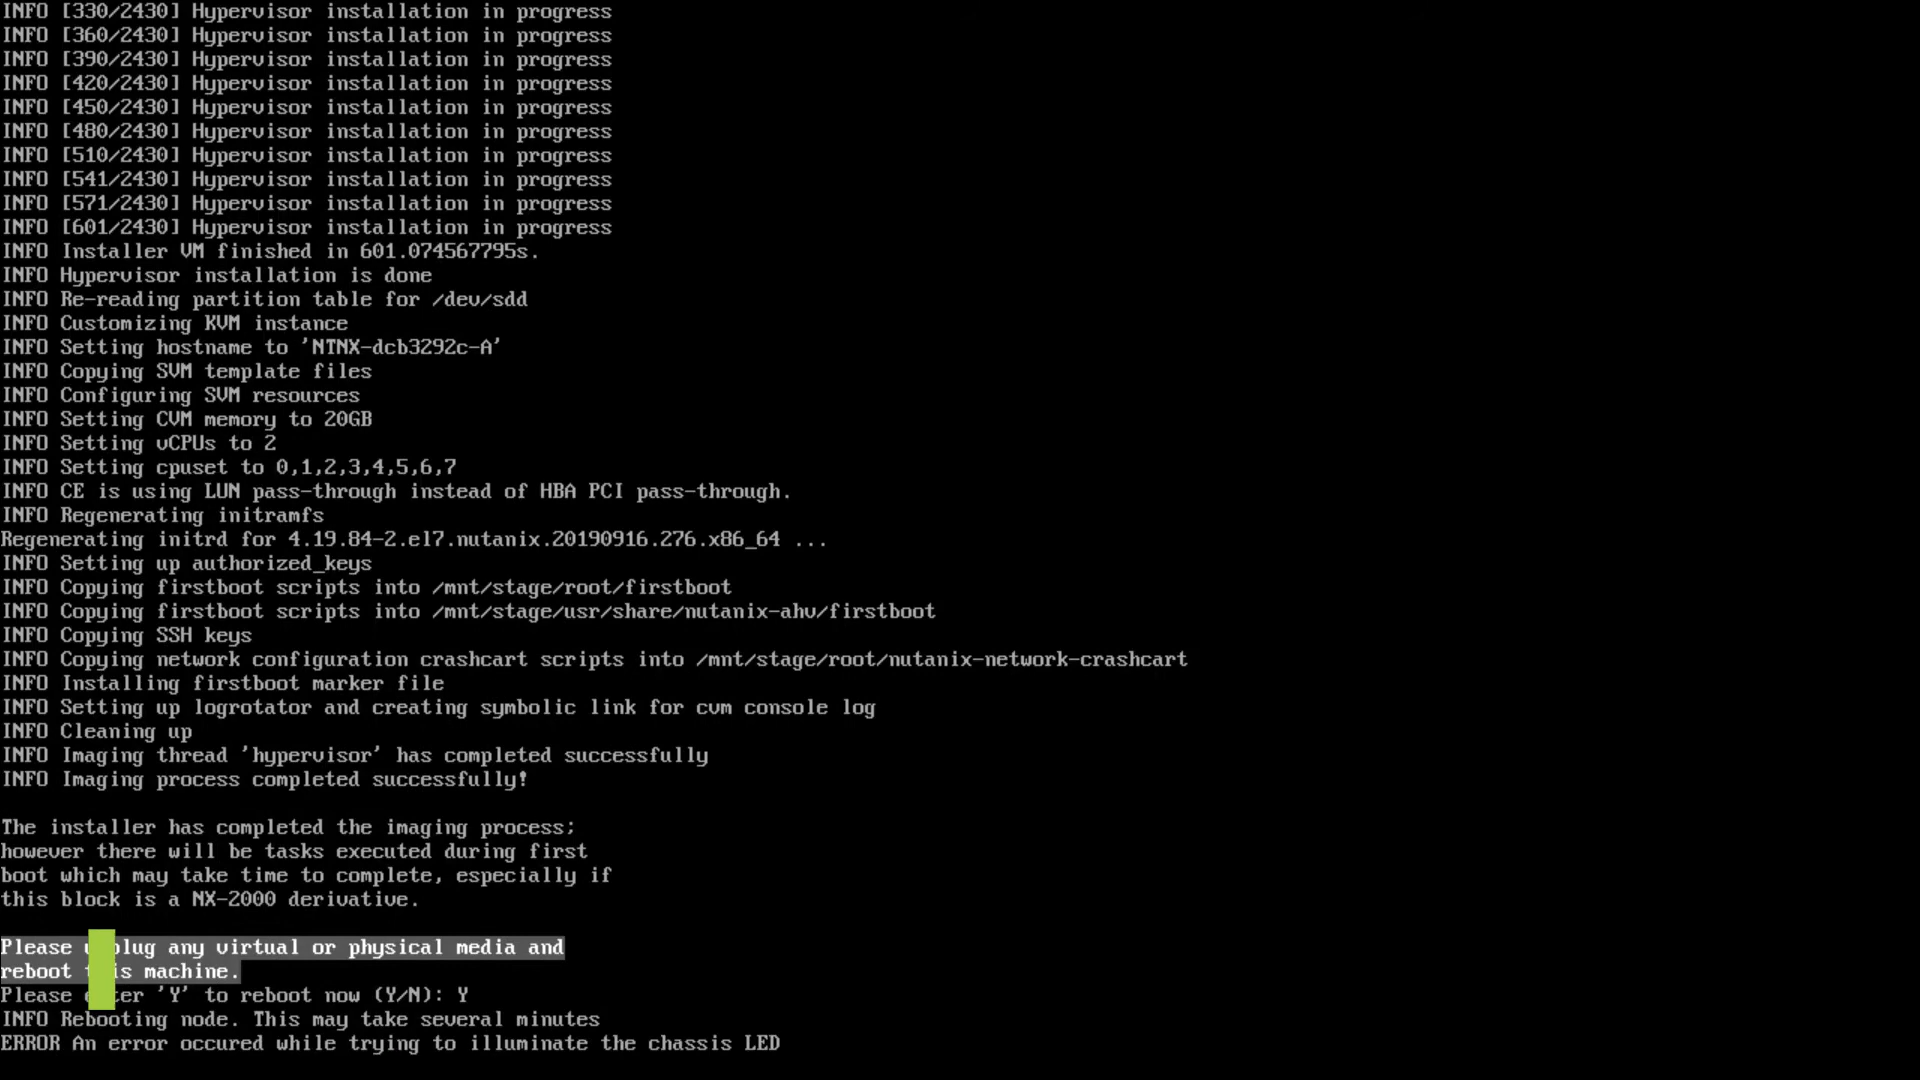 INFO [330/2430] Hypervisor installation in progress
INFO [360/2430] Hypervisor installation in progress
INFO [390/2430] Hypervisor installation in progress
INFO [420/2430] Hypervisor installation in progress
INFO [450/2430] Hypervisor installation in progress
INFO [480/2430] Hypervisor installation in progress
INFO [510/2430] Hypervisor installation in progress
INFO [541/2430] Hypervisor installation in progress
INFO [571/2430] Hypervisor installation in progress
INFO [601/2430] Hypervisor installation in progress
INFO Installer VM finished in 601.074567795s.
INFO Hypervisor installation is done
INFO Re-reading partition table for /dev/sdd
INFO Customizing KVM instance
INFO Setting hostname to 'NTNX-dcb3292c-A'
INFO Copying SVM template files
INFO Configuring SVM resources
INFO Setting CVM memory to 20GB
INFO Setting vCPUs to 2
INFO Setting cpuset to 0,1,2,3,4,5,6,7
INFO CE is using LUN pass-through instead of HBA PCI pass-through.
INFO Regenerating initramfs
Regenerating initrd for 4.19.84-2.el7.nutanix.20190916.276.x86_64 ...
INFO Setting up authorized_keys
INFO Copying firstboot scripts into /mnt/stage/root/firstboot
INFO Copying firstboot scripts into /mnt/stage/usr/share/nutanix-ahv/firstboot
INFO Copying SSH keys
INFO Copying network configuration crashcart scripts into /mnt/stage/root/nutanix-network-crashcart
INFO Installing firstboot marker file
INFO Setting up logrotator and creating symbolic link for cvm console log
INFO Cleaning up
INFO Imaging thread 'hypervisor' has completed successfully
INFO Imaging process completed successfully!
The installer has completed the imaging process;
however there will be tasks executed during first
boot which may take time to complete, especially if
this block is a NX-2000 derivative.
Please any virtual or physical media and
reboot machine.
Please 'Y' to reboot now (Y/N): Y
INFO Rebooting node. This may take several minutes
ERROR An error occured while trying to illuminate the chassis LED